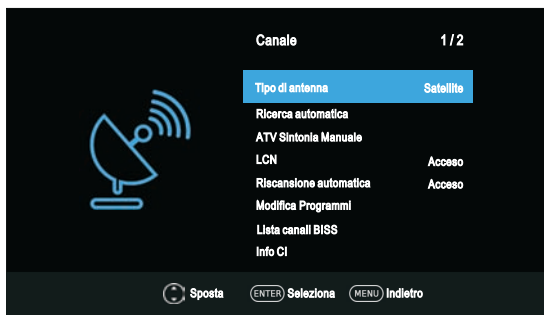 Canale 1 / 2
Tipo di antenna Satellite
Ricerca automatica
ATV Sintonia Manuale
LCN Acceso
Riscansione automatica Acceso
Modifica Programmi
Lista canali BISS
Info CI
Sposta ENTER Seleziona MENU Indietro